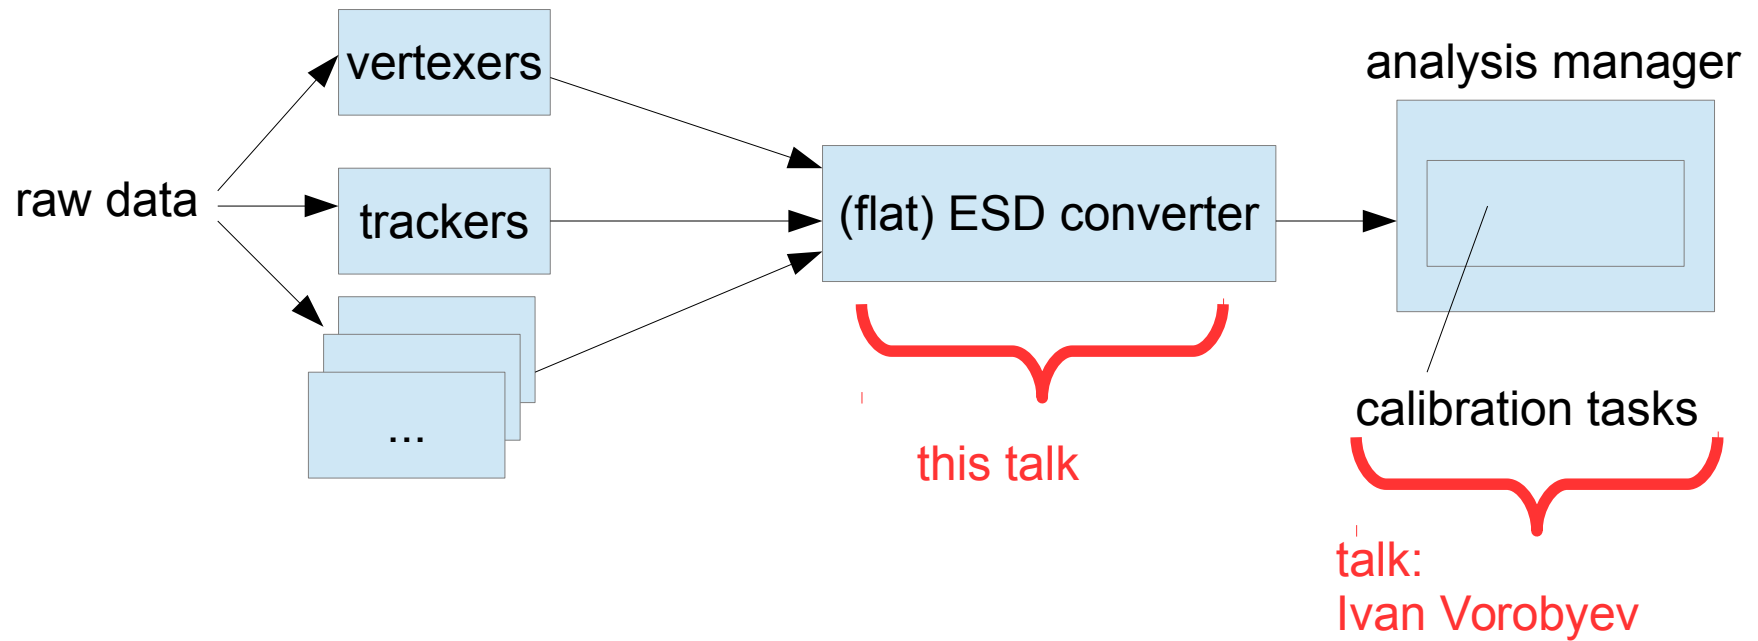 vertexers
analysis manager
raw data
trackers
(flat) ESD converter
...
calibration tasks
this talk
talk:
Ivan Vorobyev